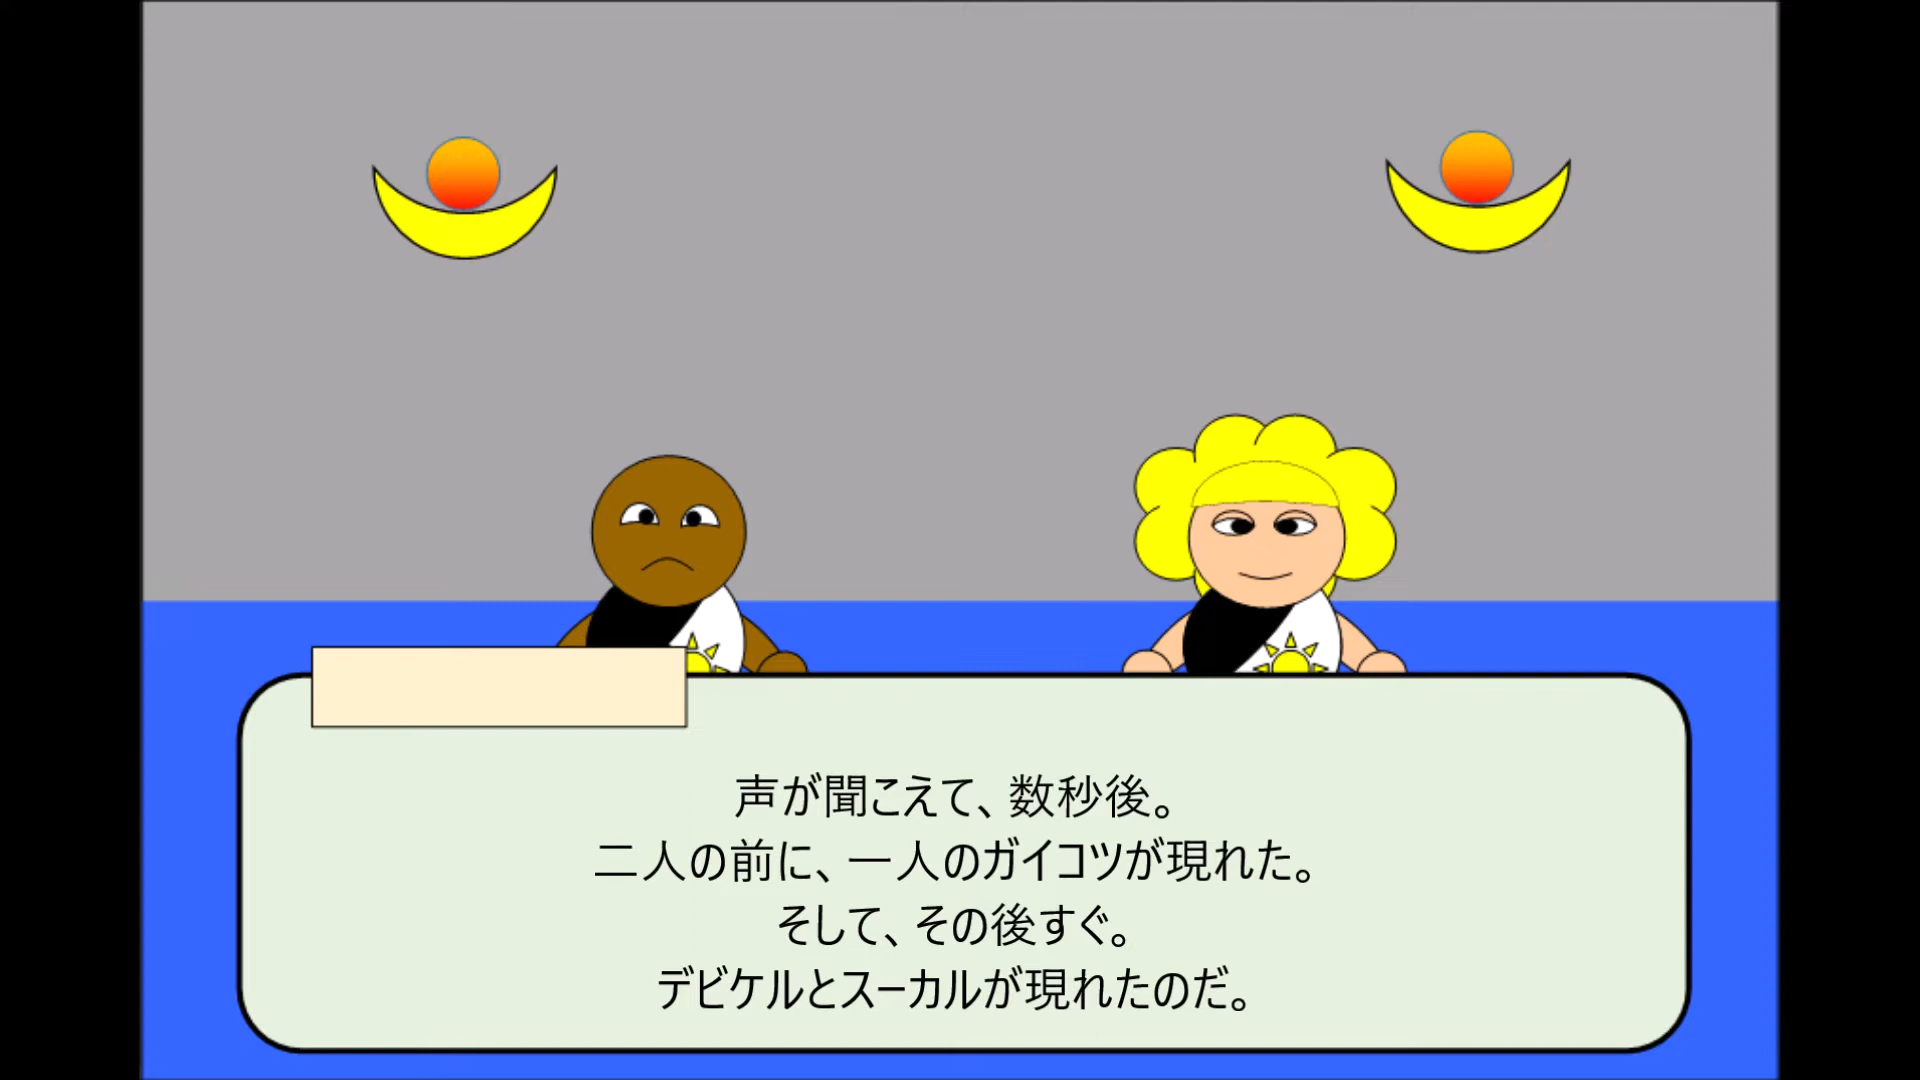 声が聞こえて、数秒後。
二人の前に、一人のガイコツが現れた。
そして、その後すぐ。
デビケルとスーカルが現れたのだ。